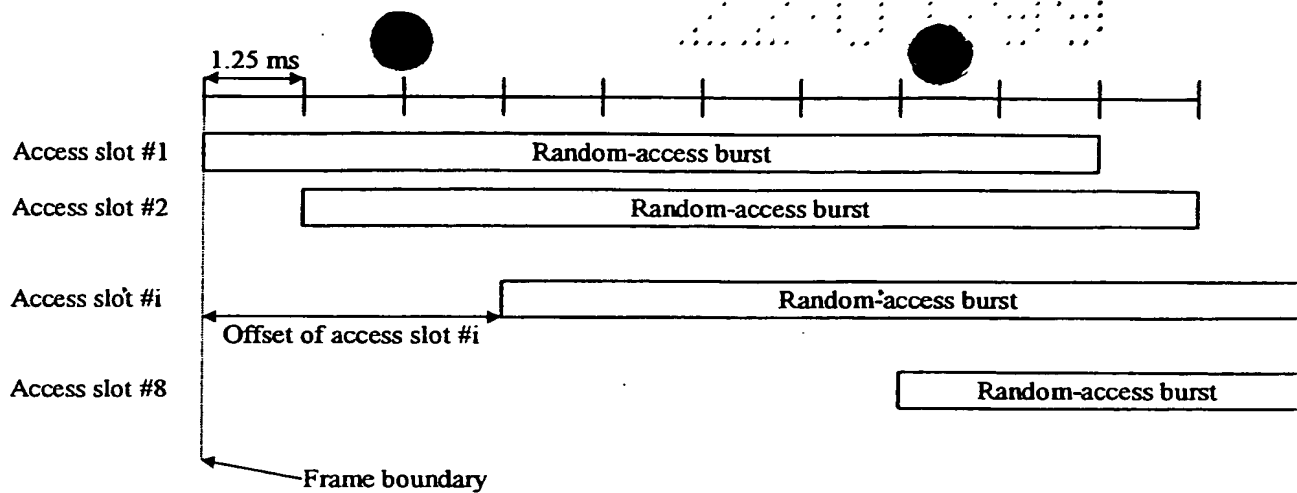 1.25 ms
Access slot #1
Random-access burst
Access slot #2
Random-access burst
Access slot #i
Random-access burst
Offset of access slot #i
Access slot #8
Random-access burst
Frame boundary